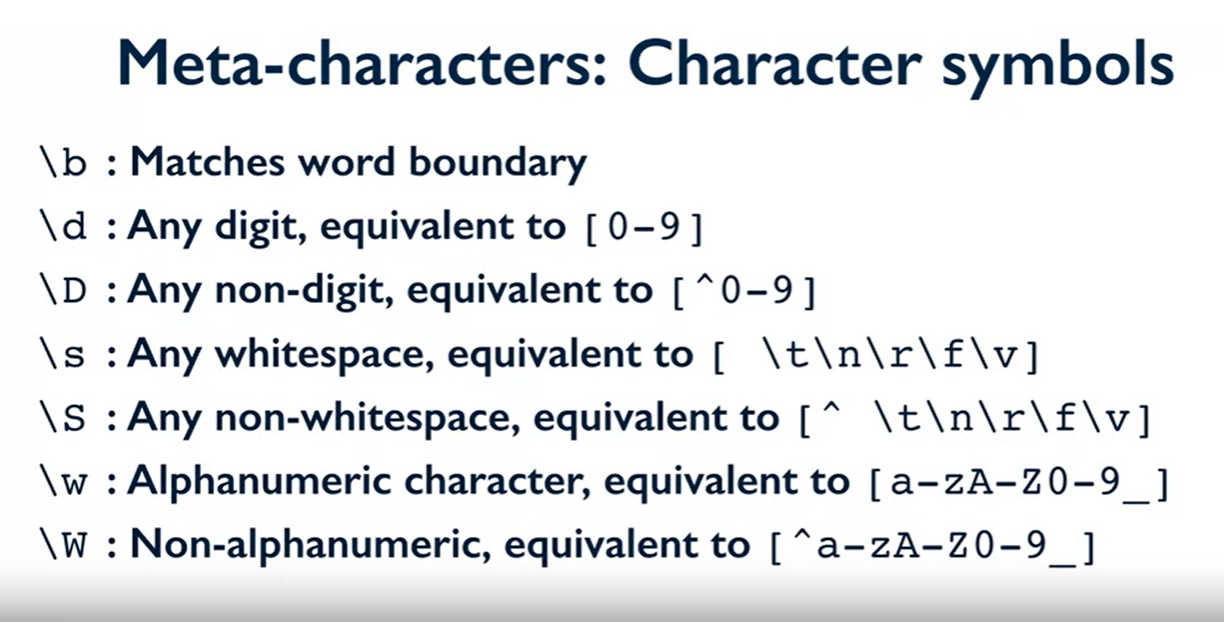 Meta-characters: Character symbols
\b : Matches word boundary
\d : Any digit, equivalent to [0-9]
\D : Any non-digit, equivalent to [^0-9]
\s : Any whitespace, equivalent to [ \t\n\r\f\v]
\S : Any non-whitespace, equivalent to [^ \t\n\r\f\v]
\w : Alphanumeric character, equivalent to [a-zA-Z0-9_]
\W : Non-alphanumeric, equivalent to [^a-zA-Z0-9_]